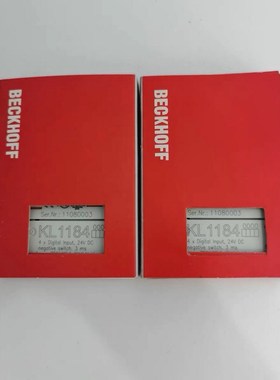 BECKHOFF
Ser.Nr.: 11080003
KL1184
4 x Digital Input, 24V DC
negative switch, 3 ms
BECKHOFF
Ser.Nr.: 11080003
KL1184
4 x Digital Input, 24V DC
negative switch, 3 ms